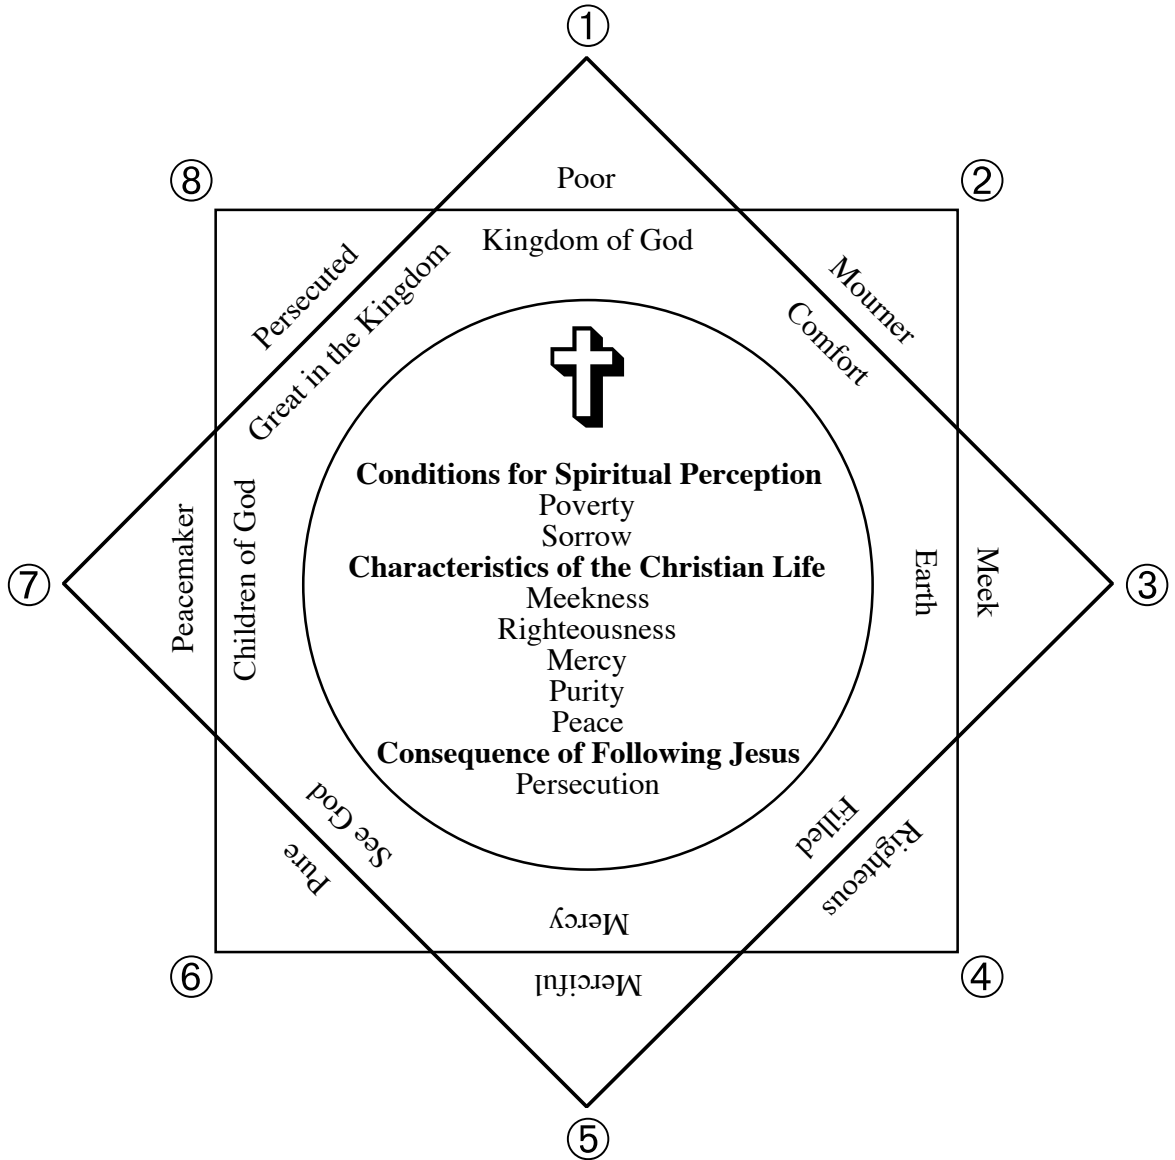 ①
⑧
②
Poor
Kingdom of God
Persecuted
Great in the Kingdom
Mourner
Comfort
Conditions for Spiritual Perception
Poverty
Sorrow
Characteristics of the Christian Life
Meekness
Righteousness
Mercy
Purity
Peace
Consequence of Following Jesus
Persecution
⑦
Peacemaker
Children of God
Earth
Meek
③
See God
Pure
Filled
Righteous
Mercy
Merciful
⑥
④
⑤